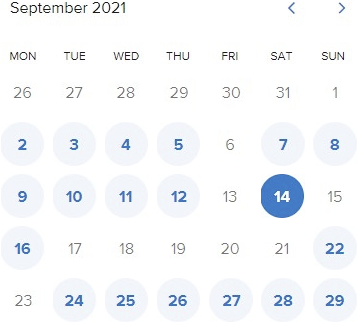 September 2021
MON TUE WED THU FRI SAT SUN
26 27 28 29 30 31 1
2 3 4 5 6 7 8
9 10 11 12 13 14 15
16 17 18 19 20 21 22
23 24 25 26 27 28 29